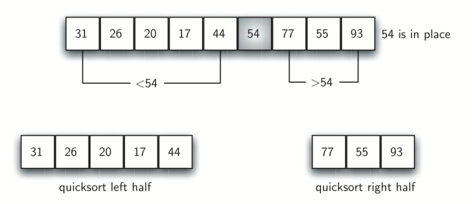 31 26 20 17 44 54 77 55 93 54 is in place
<54 >54
31 26 20 17 44 77 55 93
quicksort left half quicksort right half